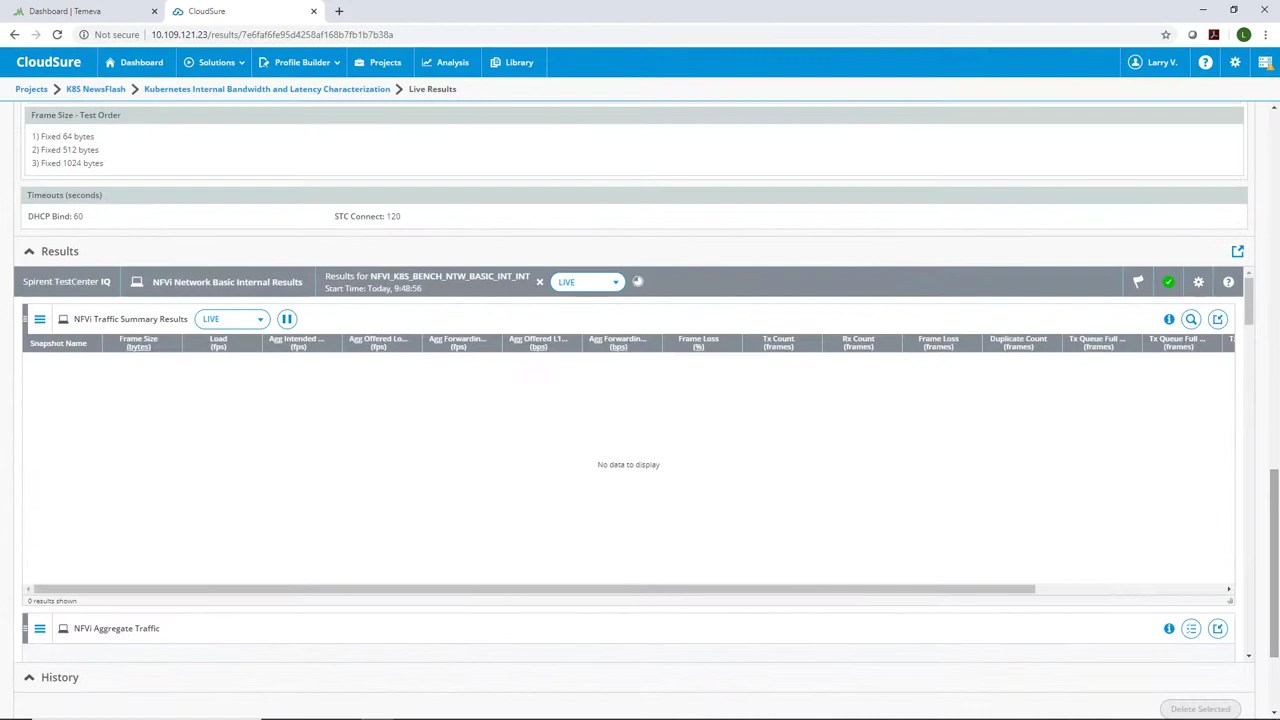 Dashboard | Temeva
CloudSure
Not secure | 10.109.121.23/results/7e6faf6fe95d4258af168b7fb1b7b38a
L
CloudSure Dashboard Solutions Profile Builder Projects Analysis Library Larry V.
Projects K8S NewsFlash Kubernetes Internal Bandwidth and Latency Characterization Live Results
Frame Size - Test Order
1) Fixed 64 bytes
2) Fixed 512 bytes
3) Fixed 1024 bytes
Timeouts (seconds)
DHCP Bind: 60 STC Connect: 120
Results
Spirent TestCenter IQ NFVi Network Basic Internal Results
Results for NFVI_K8S_BENCH_NTW_BASIC_INT_INT
Start Time: Today, 9:48:56
LIVE
NFVi Traffic Summary Results LIVE
Snapshot Name
Frame Size (bytes)
Load (fps)
Agg Intended ... (fps)
Agg Offered Lo... (fps)
Agg Forwardin... (fps)
Agg Offered L1... (bps)
Agg Forwardin... (bps)
Frame Loss (%)
Tx Count (frames)
Rx Count (frames)
Frame Loss (frames)
Duplicate Count (frames)
Tx Queue Full ... (frames)
Tx Queue Full ... (frames)
No data to display
0 results shown
NFVi Aggregate Traffic
History
Delete Selected